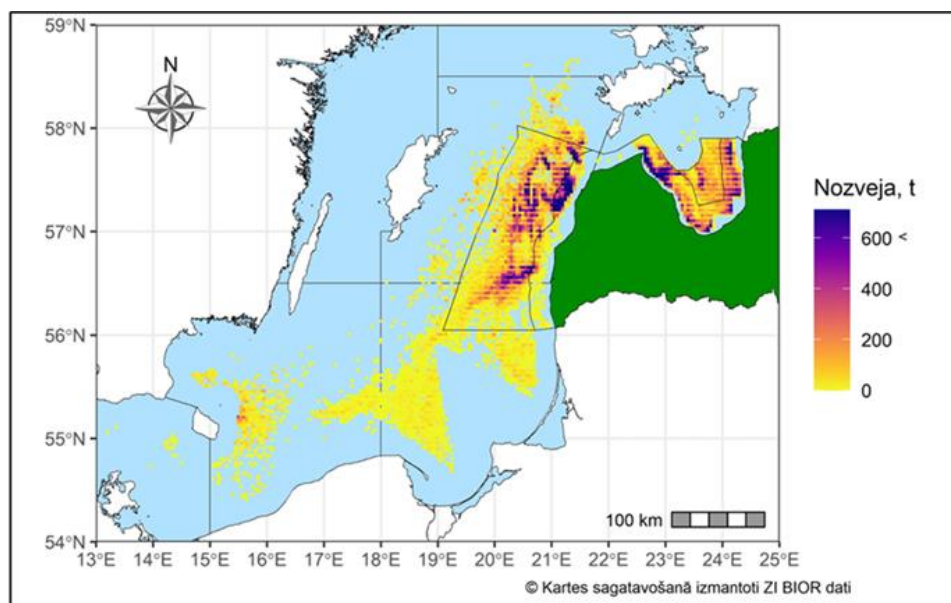 59°N
58°N
57°N
56°N
55°N
54°N
N
Nozveja, t
600 <
400
200
0
100 km
13°E 14°E 15°E 16°E 17°E 18°E 19°E 20°E 21°E 22°E 23°E 24°E 25°E
© Kartes sagatavošanā izmantoti ZI BIOR dati